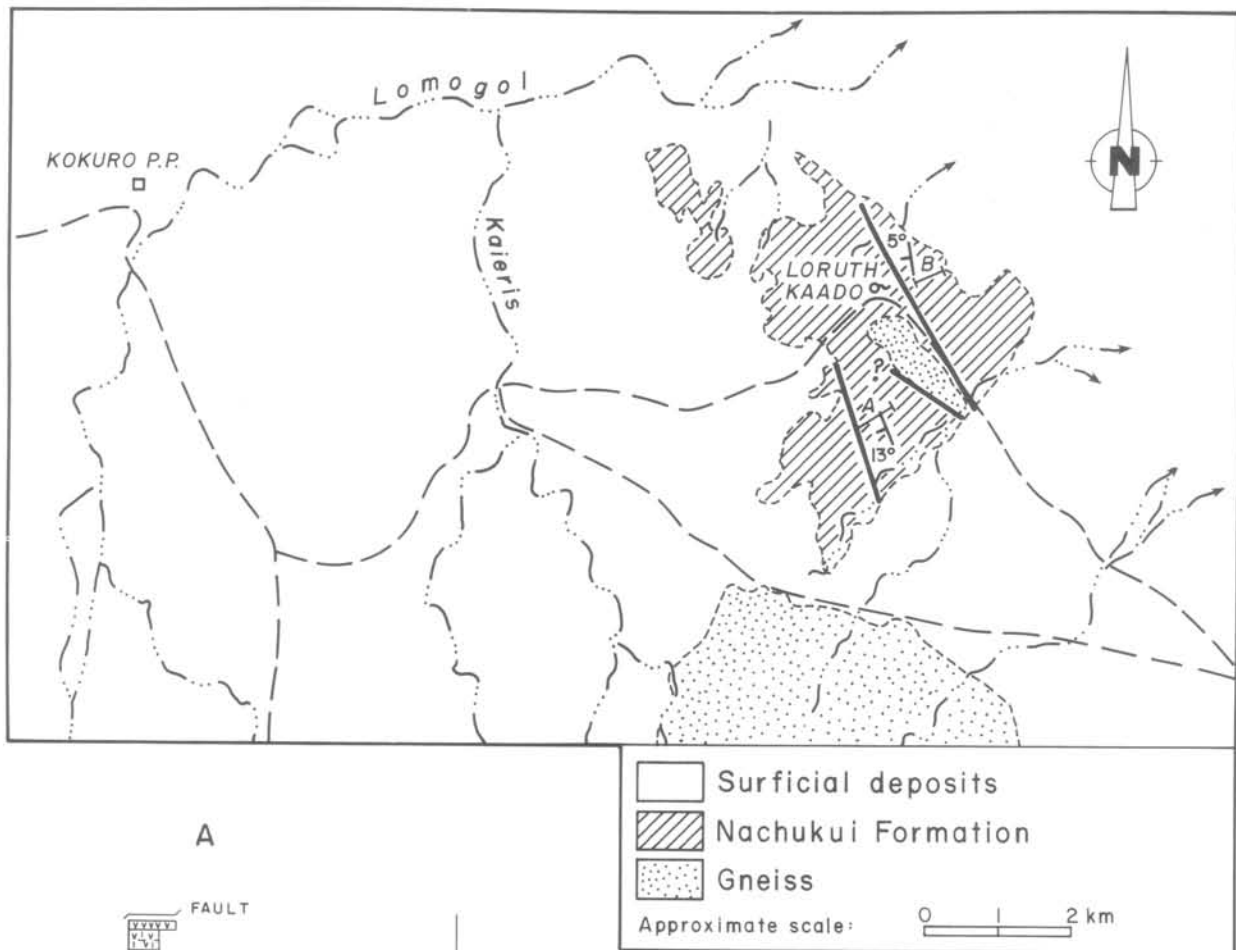 Lomogol
KOKURO P.P.
N
Kaieris
5°
B
LORUTH
KAADO
?
A
13°
A
FAULT
Surficial deposits
Nachukui Formation
Gneiss
Approximate scale:
0 1 2 km